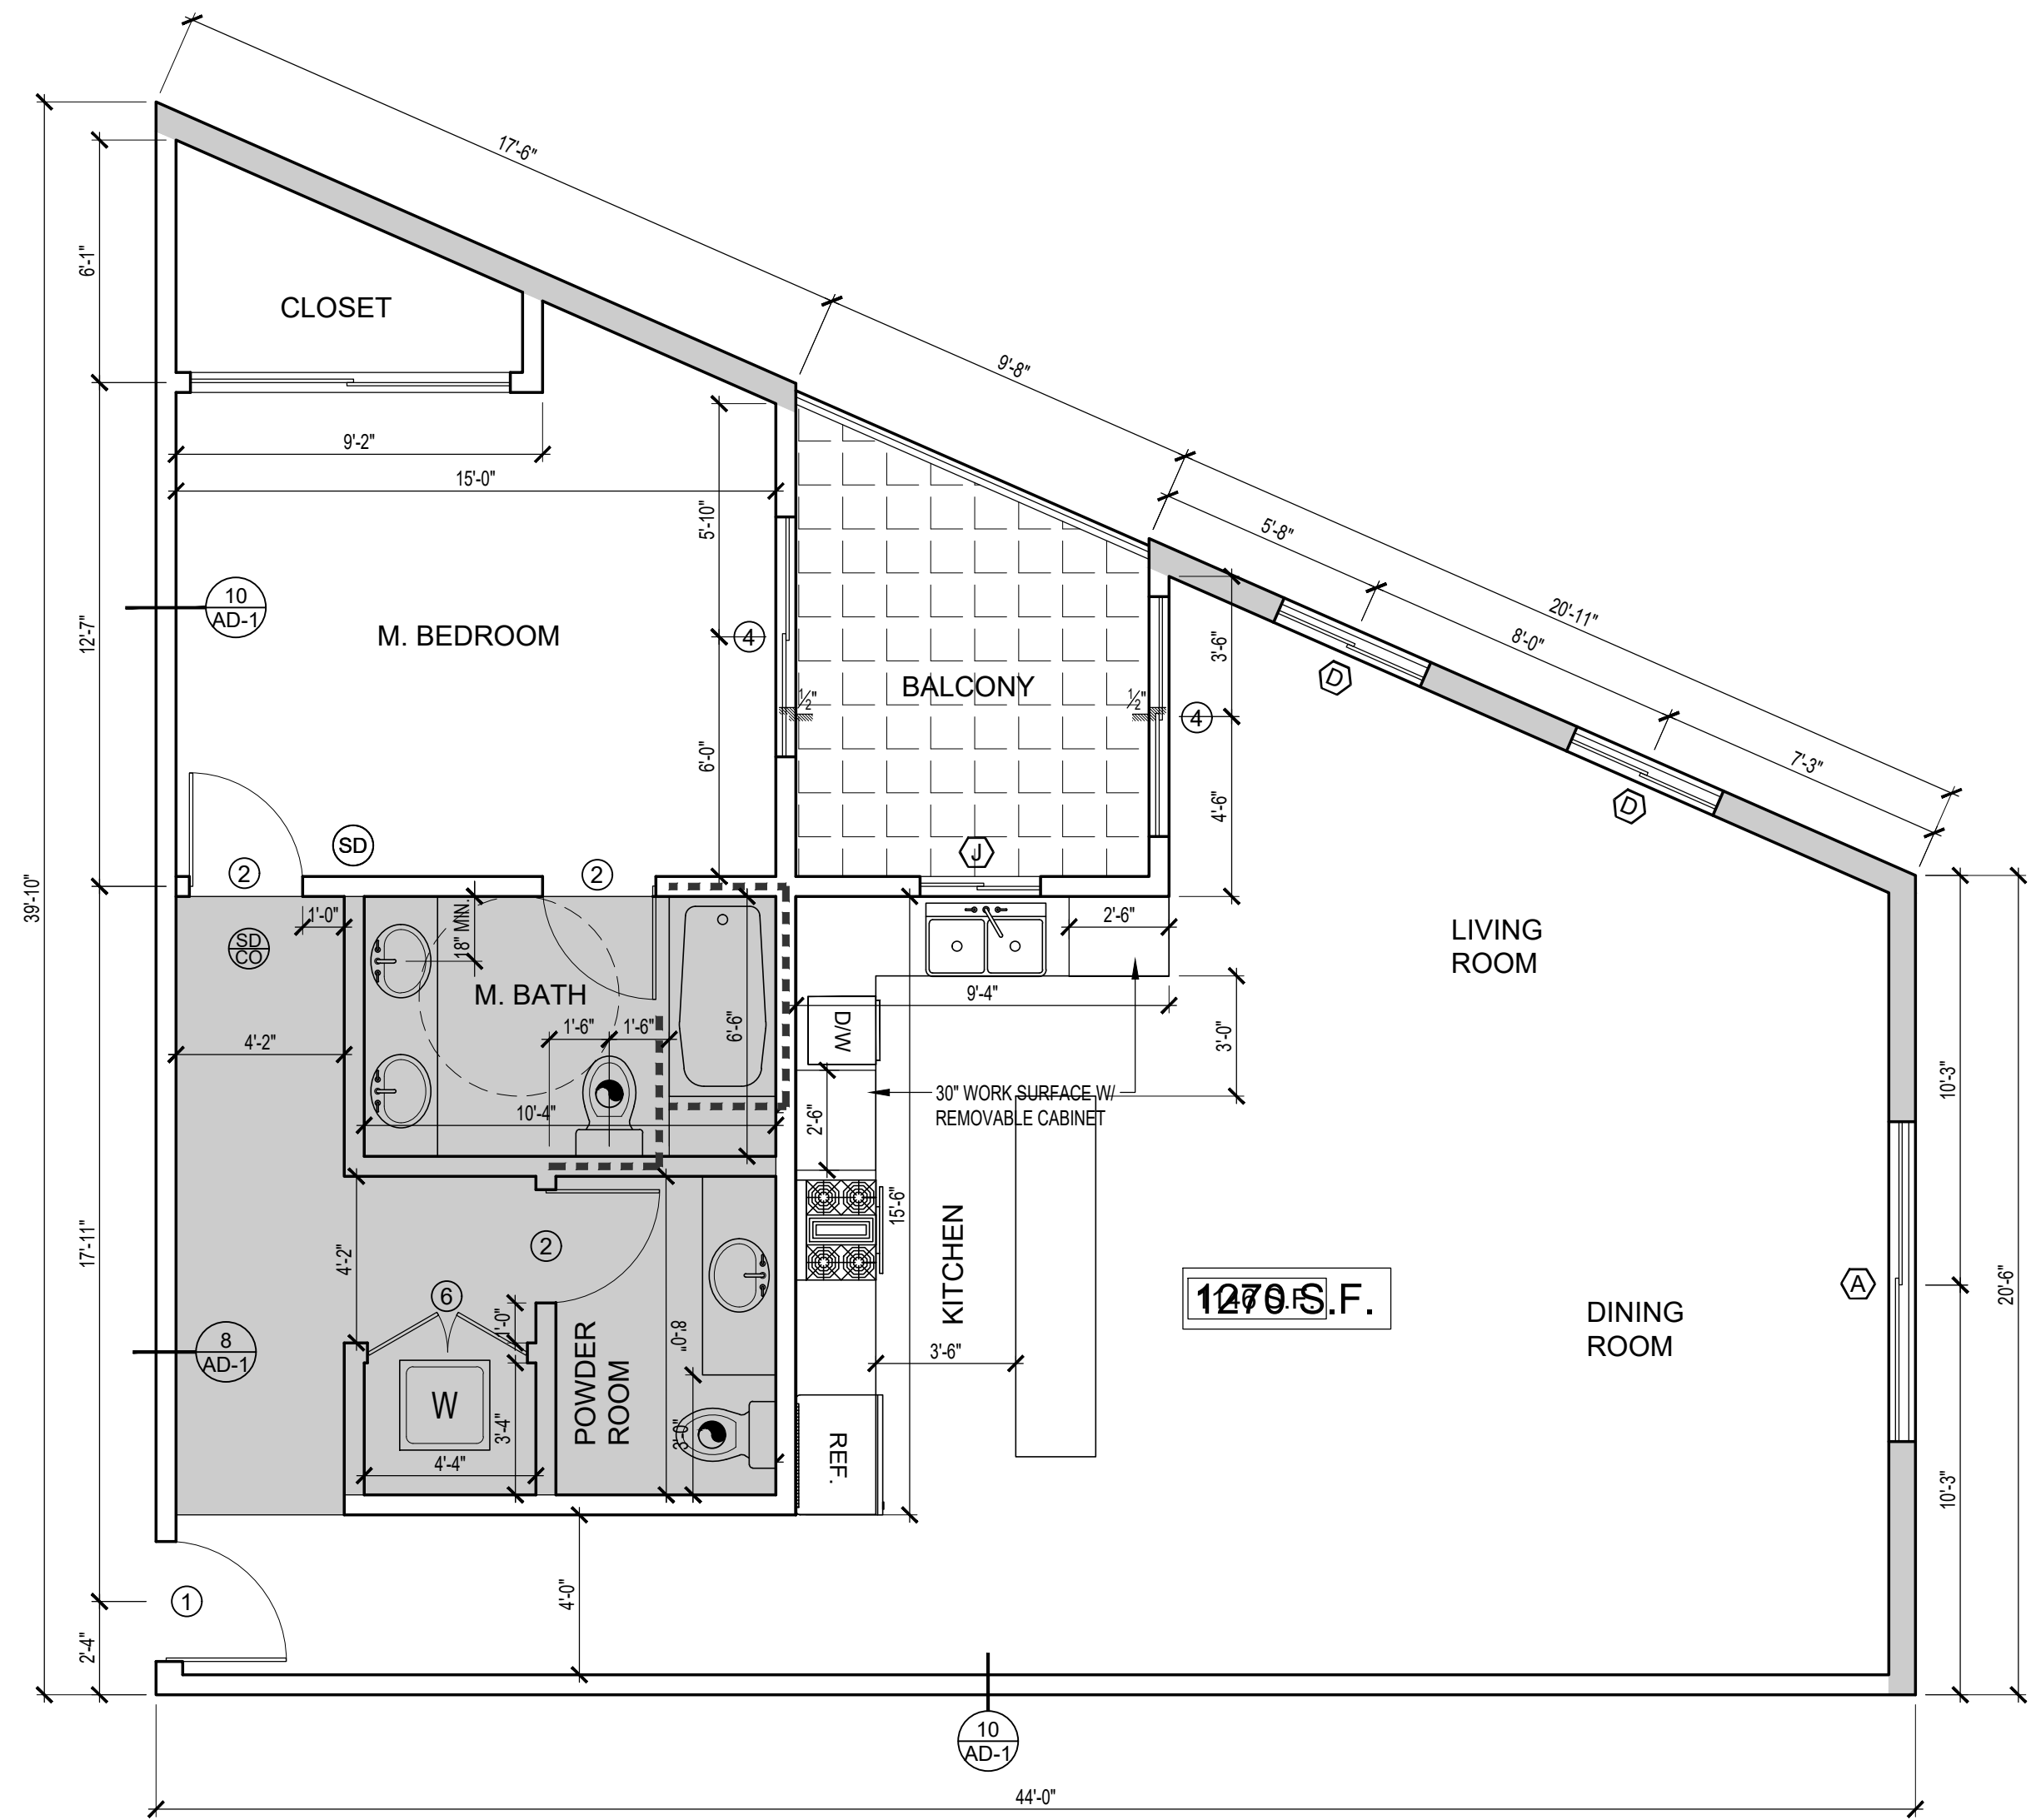 17'-6"
6'-1"
CLOSET
9'-8"
9'-2"
15'-0"
5'-10"
5'-8"
20'-11"
8'-0"
7'-3"
10
AD-1
12'-7"
M. BEDROOM
4
3'-6"
D
BALCONY
1/2"
1/2"
4
6'-0"
4'-6"
D
SD
2
2
J
39'-10"
1'-0"
18" MIN.
2'-6"
LIVING
ROOM
SD
CO
M. BATH
9'-4"
1'-6"
1'-6"
6'-6"
D/W
3'-0"
10'-3"
4'-2"
30" WORK SURFACE W/
REMOVABLE CABINET
10'-4"
2'-6"
17'-11"
4'-2"
2
15'-6"
KITCHEN
A
20'-6"
6
1'-0"
1270 S.F.
DINING
ROOM
8
AD-1
8'-0"
3'-6"
POWDER
ROOM
W
3'-4"
3'-0"
REF.
4'-4"
10'-3"
1
4'-0"
2'-4"
10
AD-1
44'-0"